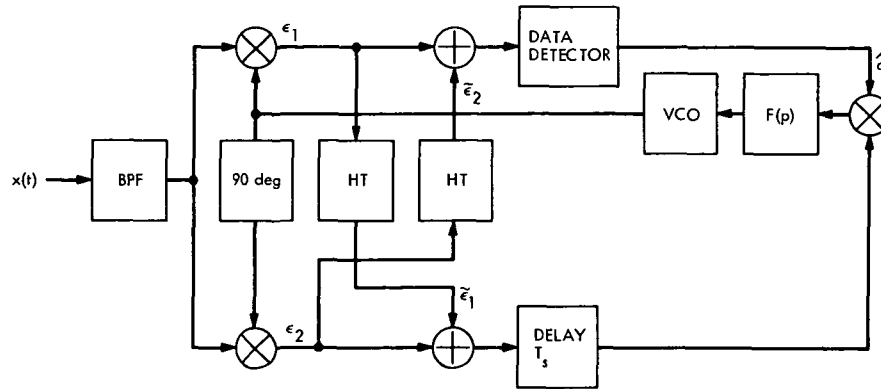 ϵ₁
DATA
DETECTOR
ϵ̃₂
VCO
F(p)
x(t)
BPF
90 deg
HT
HT
ϵ̃₁
ϵ₂
DELAY
Tₛ